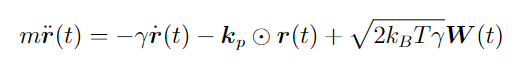 m𝒓̈(t) = −γ𝒓̇(t) − 𝒌ₚ ⊙ 𝒓(t) + √(2k_BTγ)𝑾(t)